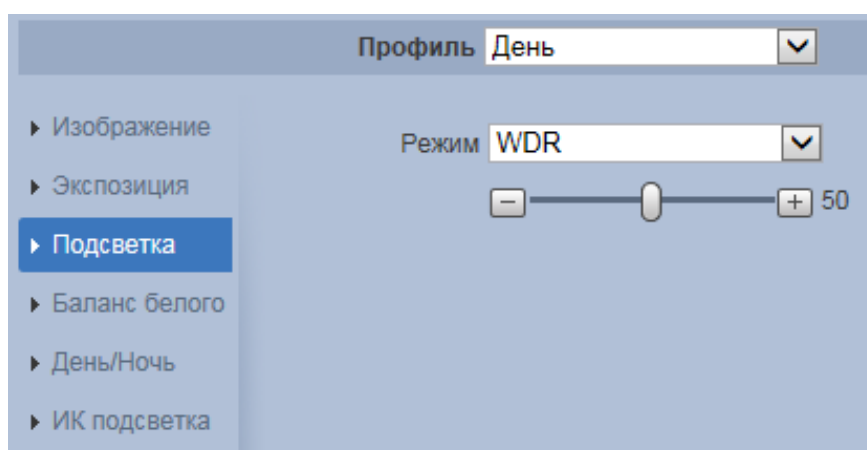 Профиль День
Изображение
Режим WDR
Экспозиция
50
Подсветка
Баланс белого
День/Ночь
ИК подсветка